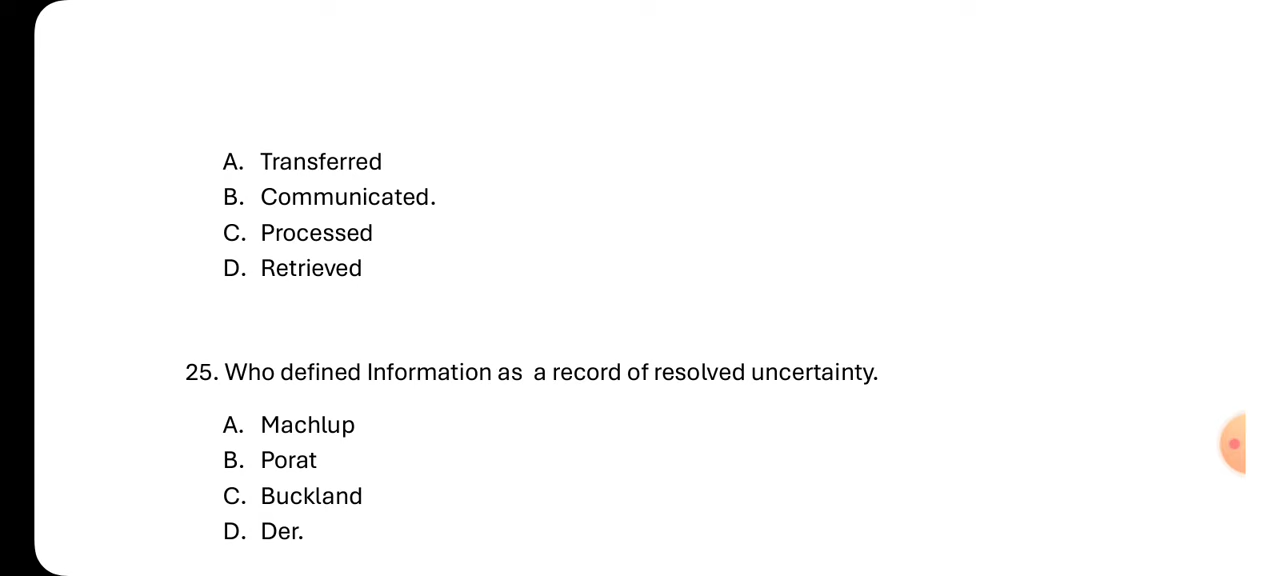 A. Transferred
B. Communicated.
C. Processed
D. Retrieved
25. Who defined Information as a record of resolved uncertainty.
A. Machlup
B. Porat
C. Buckland
D. Der.